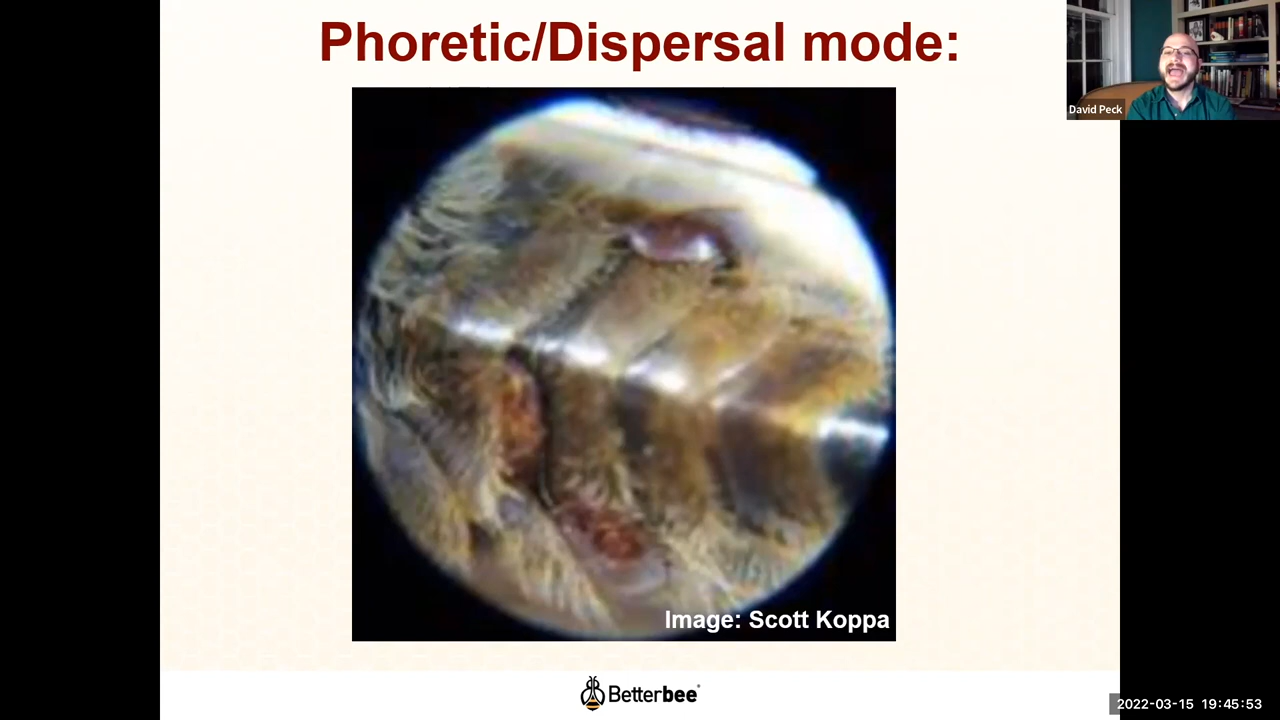 Phoretic/Dispersal mode:
David Peck
Image: Scott Koppa
Betterbee®
2022-03-15 19:45:53